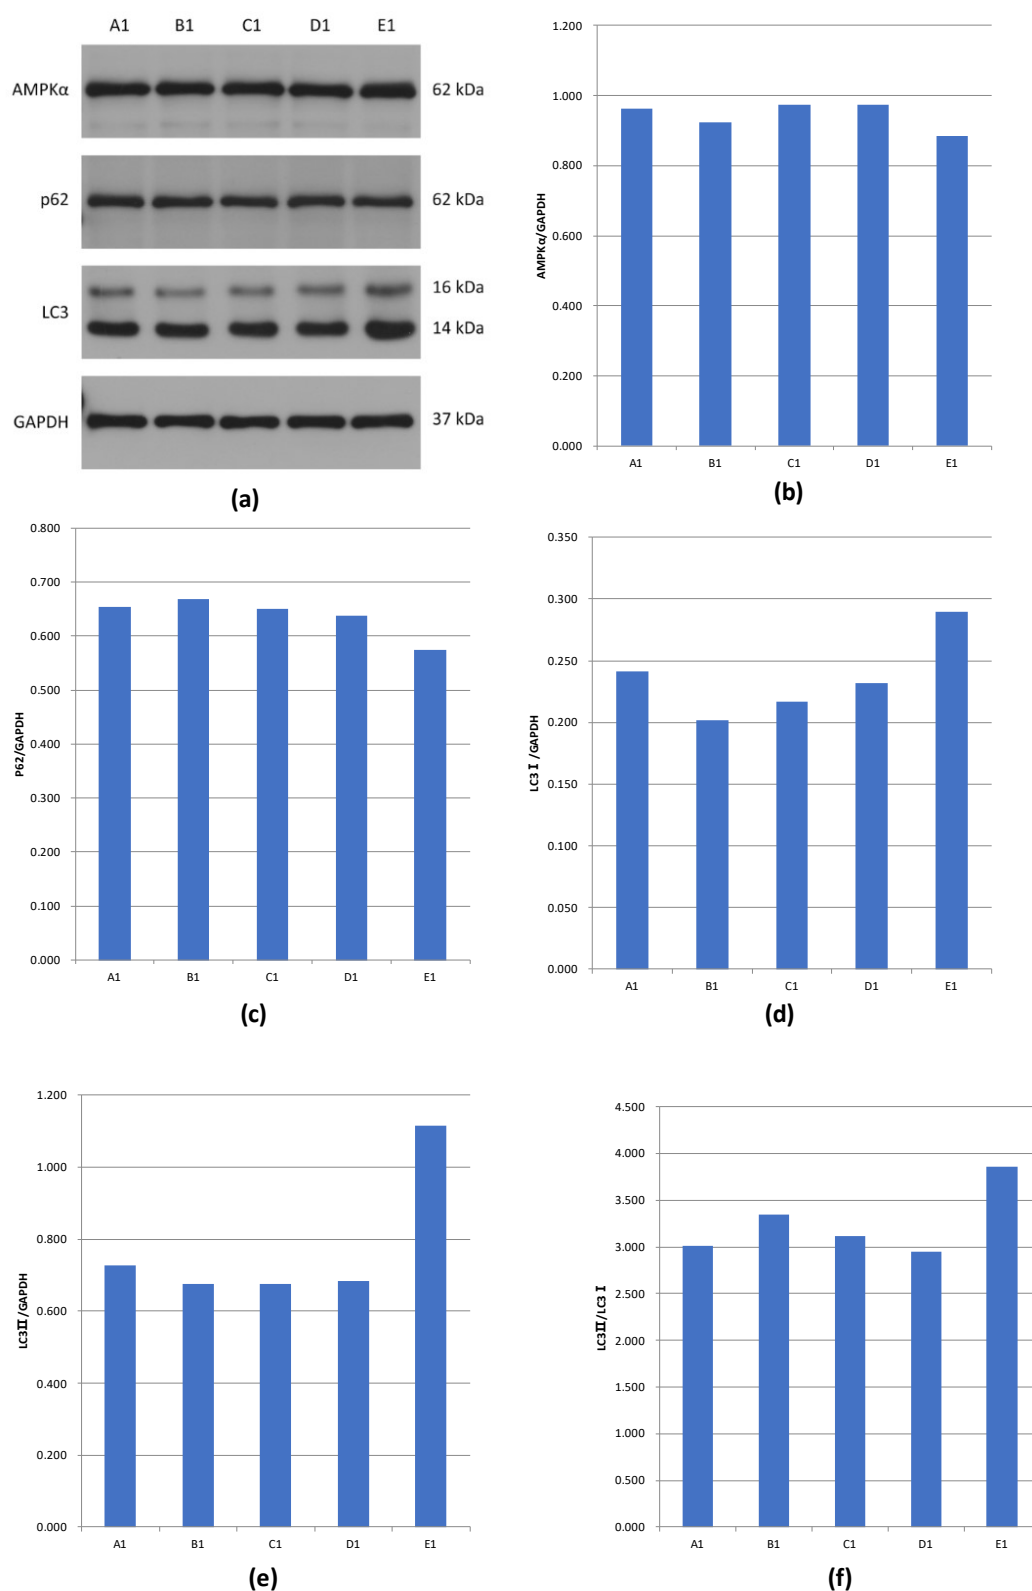 A1 B1 C1 D1 E1
AMPKα 62 kDa
p62 62 kDa
LC3 16 kDa
14 kDa
GAPDH 37 kDa
(a)
AMPKα/GAPDH
1.200
1.000
0.800
0.600
0.400
0.200
0.000
A1 B1 C1 D1 E1
(b)
P62/GAPDH
0.800
0.700
0.600
0.500
0.400
0.300
0.200
0.100
0.000
A1 B1 C1 D1 E1
(c)
LC3 I /GAPDH
0.350
0.300
0.250
0.200
0.150
0.100
0.050
0.000
A1 B1 C1 D1 E1
(d)
LC3II/GAPDH
1.200
1.000
0.800
0.600
0.400
0.200
0.000
A1 B1 C1 D1 E1
(e)
LC3II/LC3 I
4.500
4.000
3.500
3.000
2.500
2.000
1.500
1.000
0.500
0.000
A1 B1 C1 D1 E1
(f)